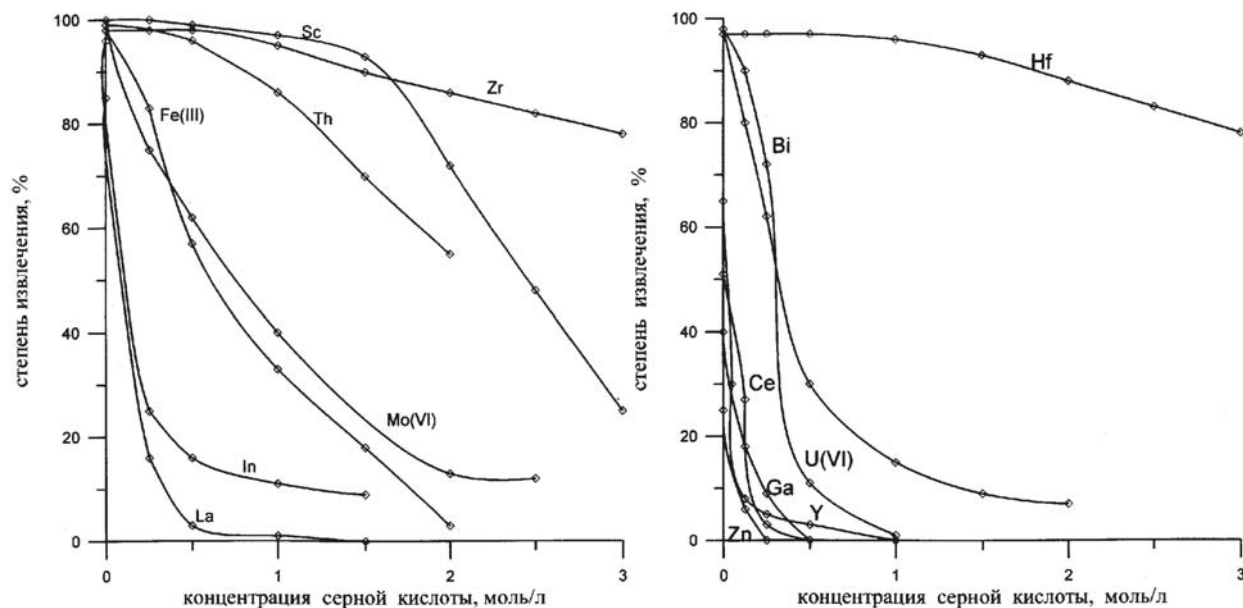 степень извлечения, %
100
80
60
40
20
0
Sc
Zr
Th
Fe(III)
Mo(VI)
In
La
0
1
2
3
концентрация серной кислоты, моль/л
степень извлечения, %
100
80
60
40
20
0
Hf
Bi
Ce
U(VI)
Ga
Y
Zn
0
1
2
3
концентрация серной кислоты, моль/л